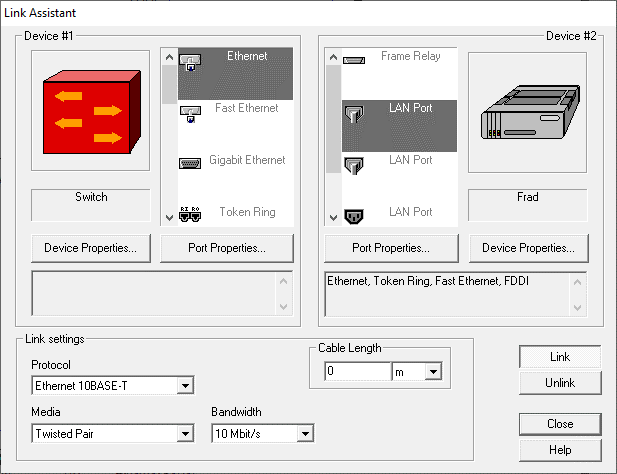 Link Assistant
Device #1
Device #2
Ethernet
Fast Ethernet
Gigabit Ethernet
RI RO
Token Ring
Frame Relay
LAN Port
LAN Port
LAN Port
Switch
Frad
Device Properties...
Port Properties...
Port Properties...
Device Properties...
Ethernet, Token Ring, Fast Ethernet, FDDI
Link settings
Protocol
Ethernet 10BASE-T
Cable Length
0
m
Media
Twisted Pair
Bandwidth
10 Mbit/s
Link
Unlink
Close
Help